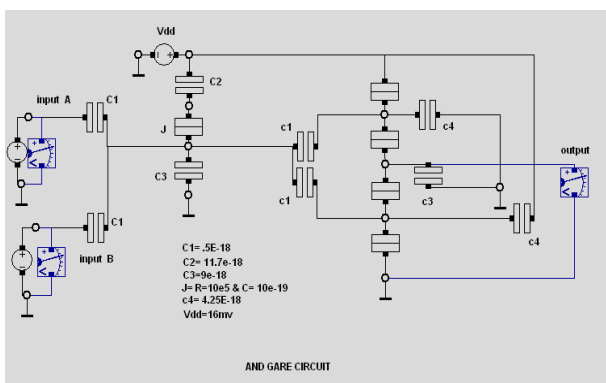 Vdd
C2
input A
C1
J
c1
c4
output
C3
c1
c3
C1
input B
c4
C1= .5E-18
C2= 11.7e-18
C3=9e-18
J= R=10e5 & C= 10e-19
c4= 4.25E-18
Vdd=16mv
AND GARE CIRCUIT